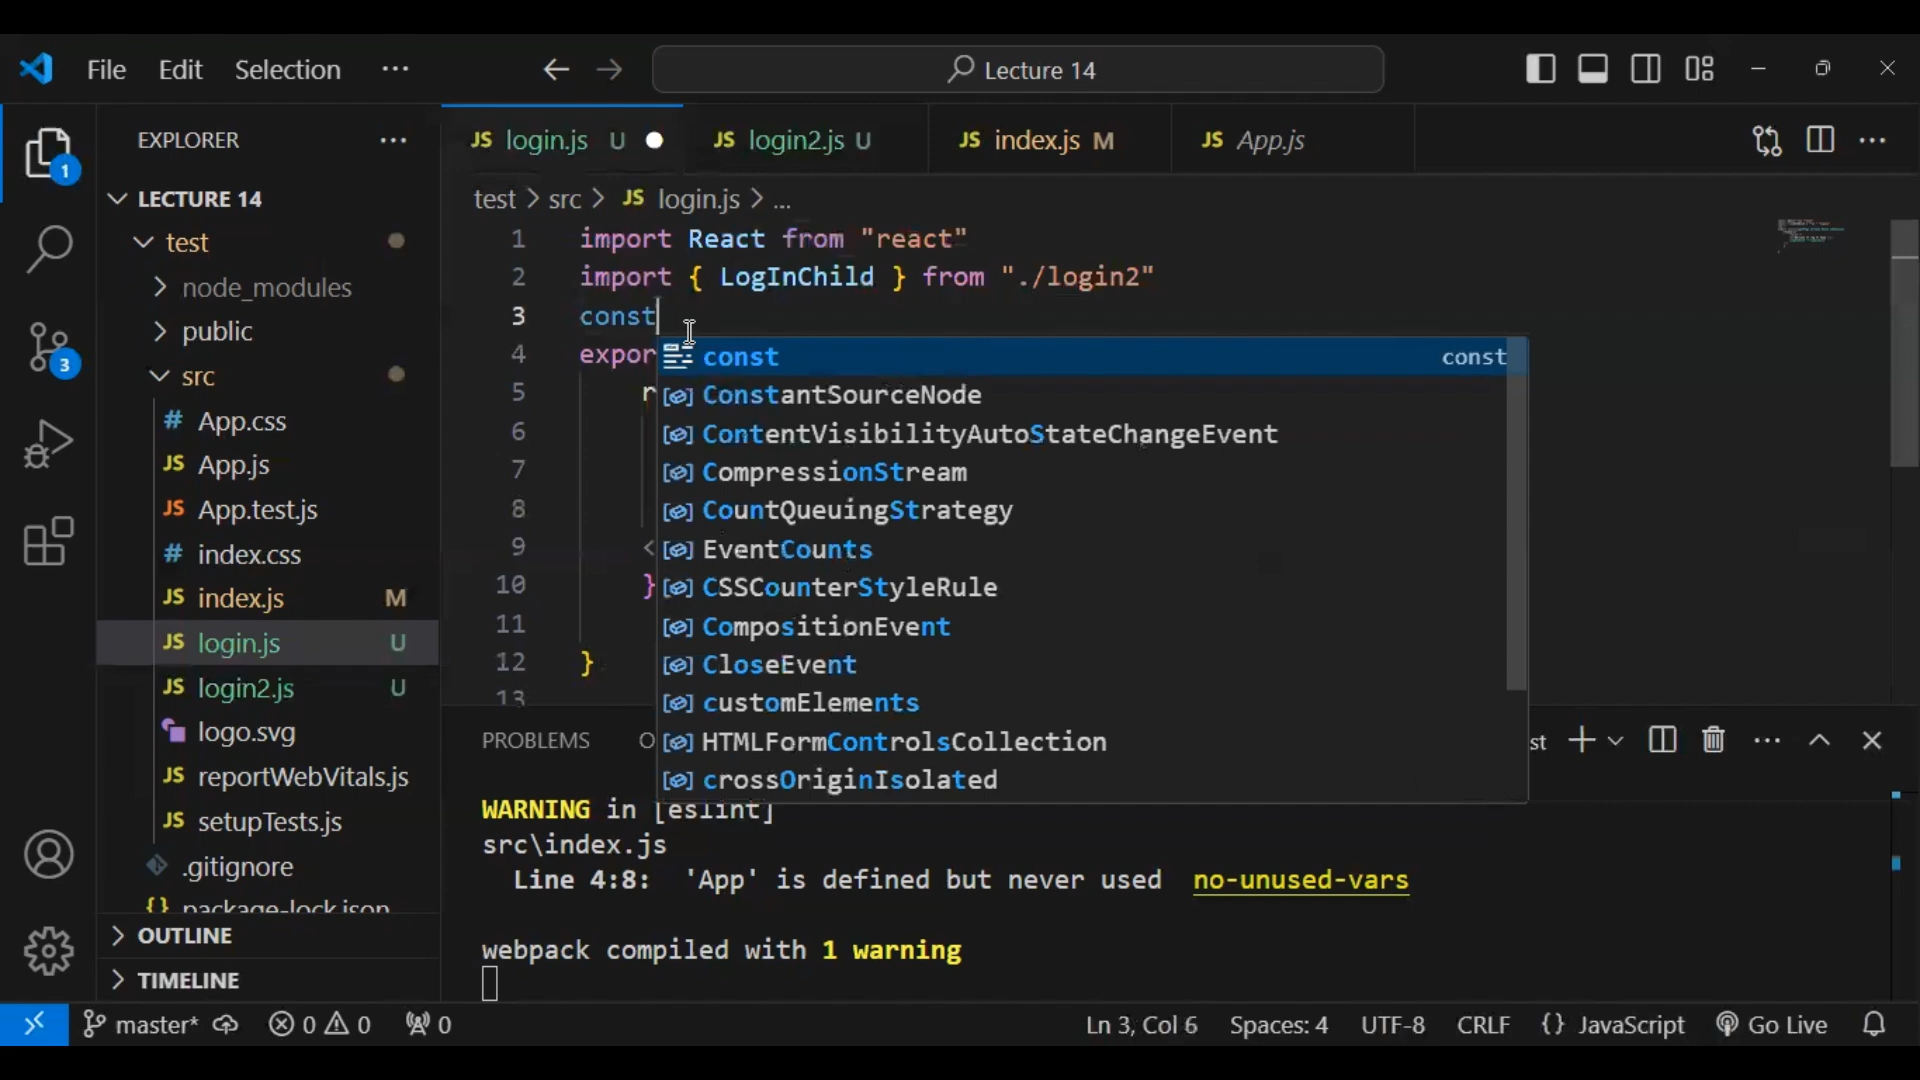 File Edit Selection ··· Lecture 14
EXPLORER ···
JS login.js U
JS login2.js U
JS index.js M
JS App.js
···
LECTURE 14
test
node_modules
public
src
# App.css
JS App.js
JS App.test.js
# index.css
JS index.js M
JS login.js U
JS login2.js U
logo.svg
JS reportWebVitals.js
JS setupTests.js
.gitignore
{} package-lock.json
OUTLINE
TIMELINE
1
3
test > src > JS login.js > ...
1 import React from "react"
2 import { LogInChild } from "./login2"
3 const
4 expor
5 r
6
7
8
9 <
10 }
11
12 }
13
const const
ConstantSourceNode
ContentVisibilityAutoStateChangeEvent
CompressionStream
CountQueuingStrategy
EventCounts
CSSCounterStyleRule
CompositionEvent
CloseEvent
customElements
HTMLFormControlsCollection
crossOriginIsolated
PROBLEMS O st ···
WARNING in [eslint]
src\index.js
Line 4:8: 'App' is defined but never used no-unused-vars
webpack compiled with 1 warning
master* 0 0 0 Ln 3, Col 6 Spaces: 4 UTF-8 CRLF {} JavaScript Go Live